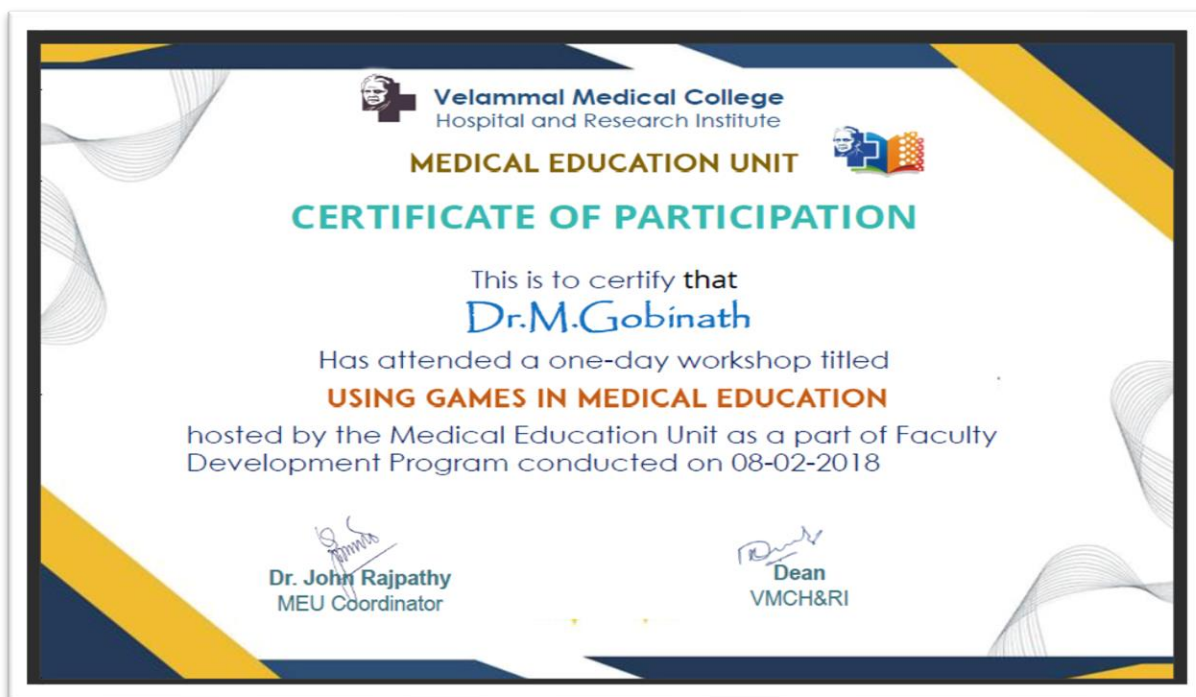 Velammal Medical College
Hospital and Research Institute
MEDICAL EDUCATION UNIT
CERTIFICATE OF PARTICIPATION
This is to certify that
Dr.M.Gobinath
Has attended a one-day workshop titled
USING GAMES IN MEDICAL EDUCATION
hosted by the Medical Education Unit as a part of Faculty
Development Program conducted on 08-02-2018
Dr. John Rajpathy
MEU Coordinator
Dean
VMCH&RI